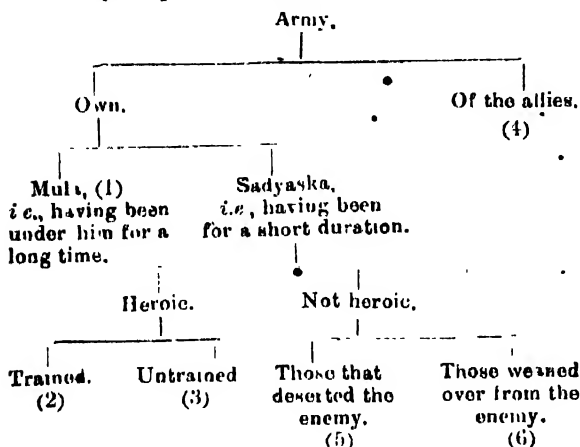 Army.
Own.
Of the allies.
(4)
Mula, (1)
i e., having been
under him for a
long time.
Sadyaska,
i.e, having been
for a short duration.
Heroic.
Not heroic.
Trained.
(2)
Untrained
(3)
Those that
deserted the
enemy.
(5)
Those weaned
over from the
enemy.
(6)